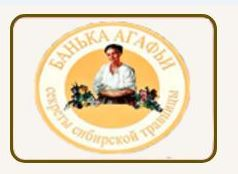 БАНЬКА АГАФЬИ
секреты сибирской травницы